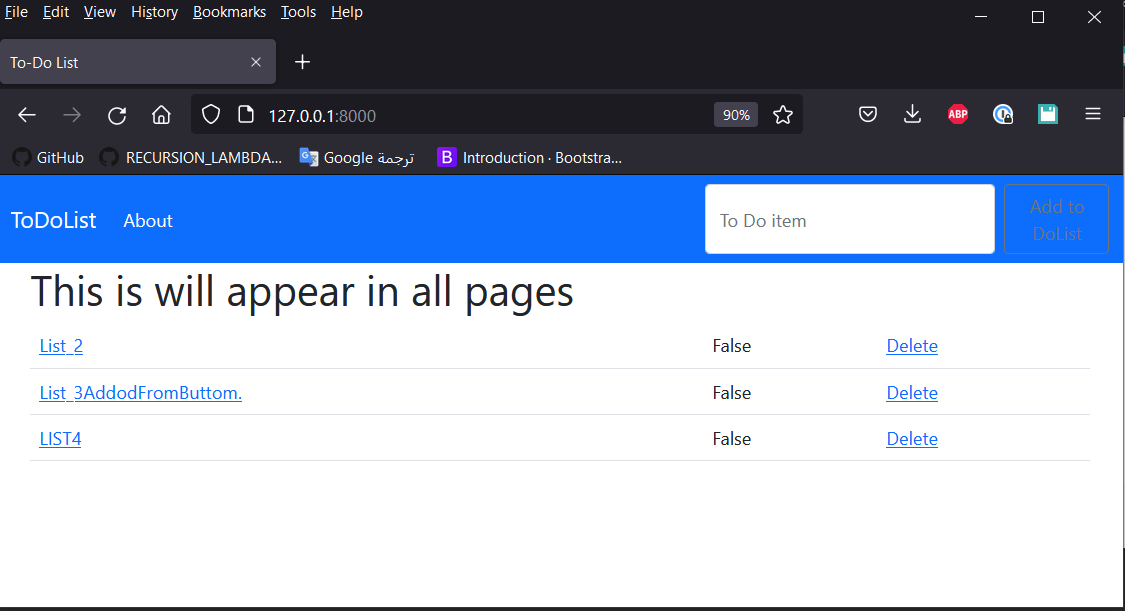 File Edit View History Bookmarks Tools Help
To-Do List
127.0.0.1:8000 90% ABP
GitHub RECURSION_LAMBDA... ترجمة Google B Introduction · Bootstra...
ToDoList About To Do item Add to
DoList
This is will appear in all pages
List_2 False Delete
List_3AddodFromButtom. False Delete
LIST4 False Delete